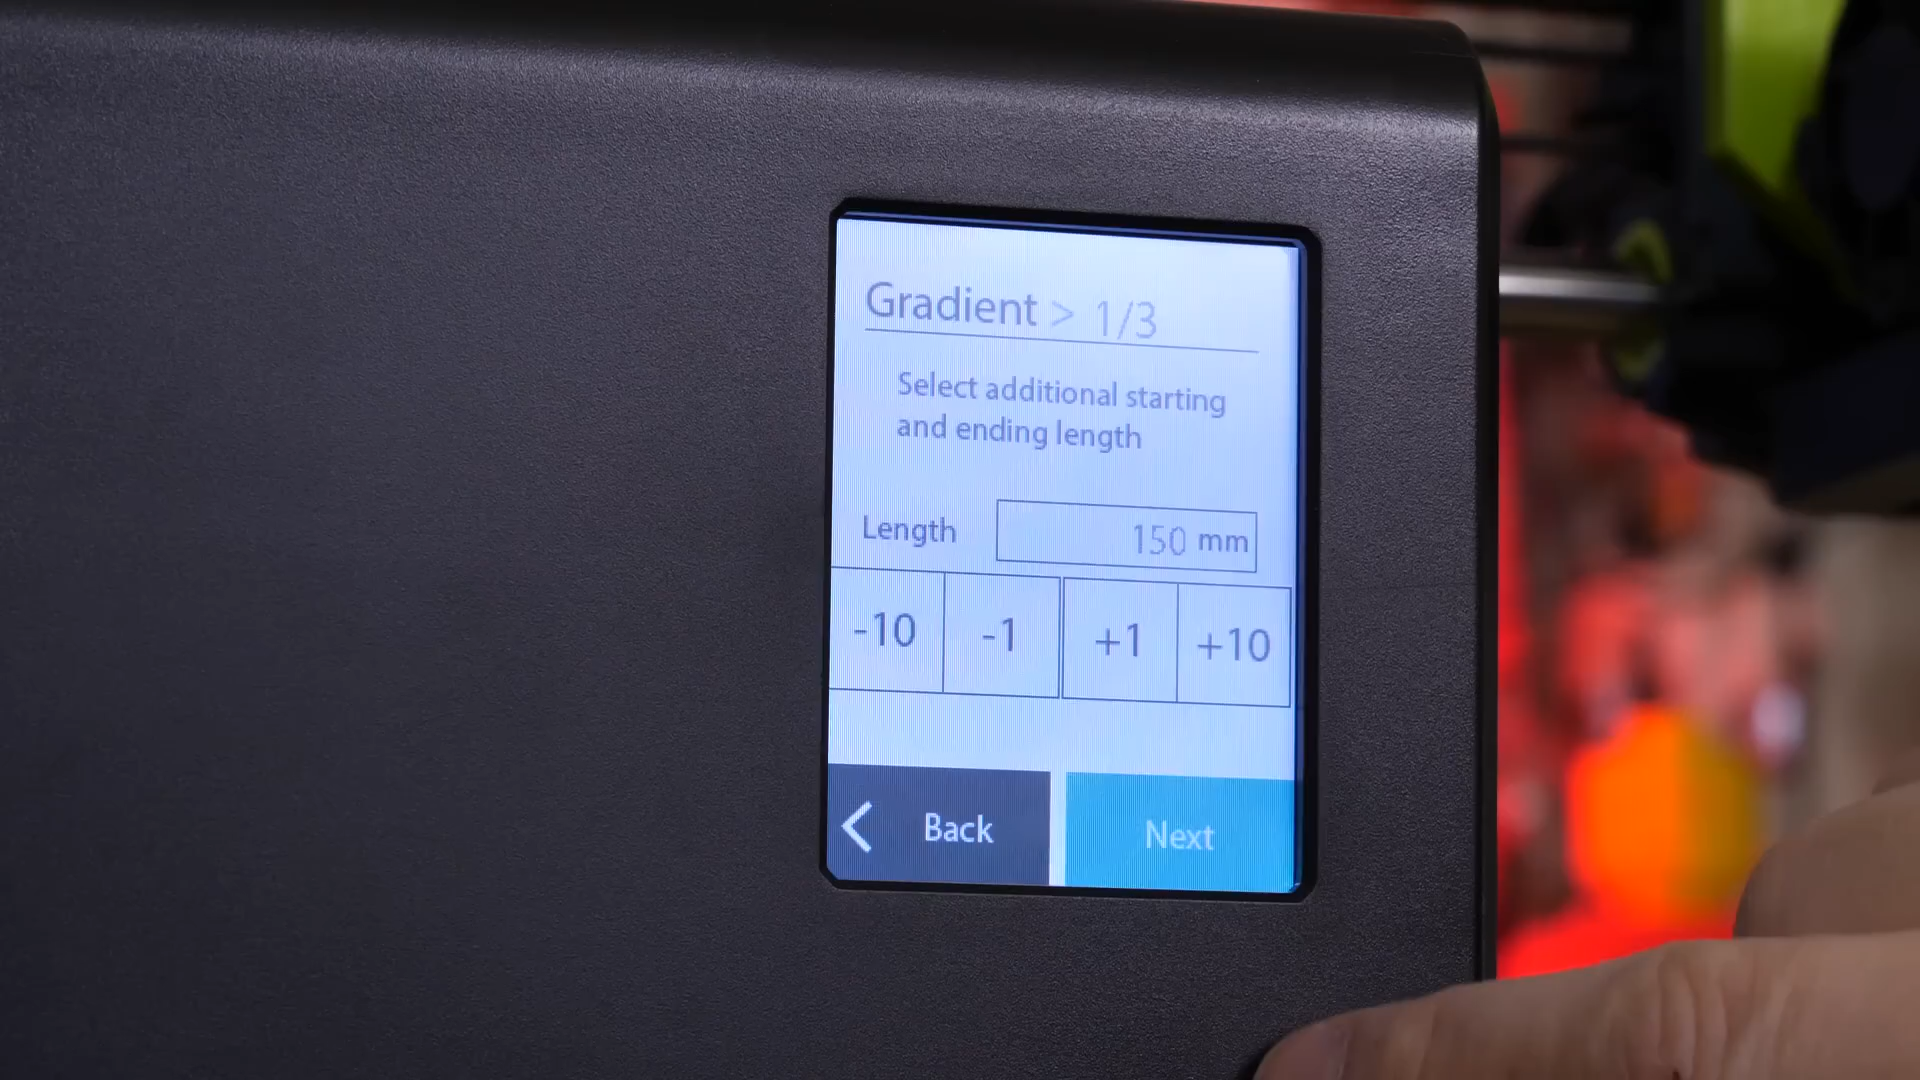 Gradient > 1/3
Select additional starting
and ending length
Length 150 mm
-10 -1 +1 +10
Back Next